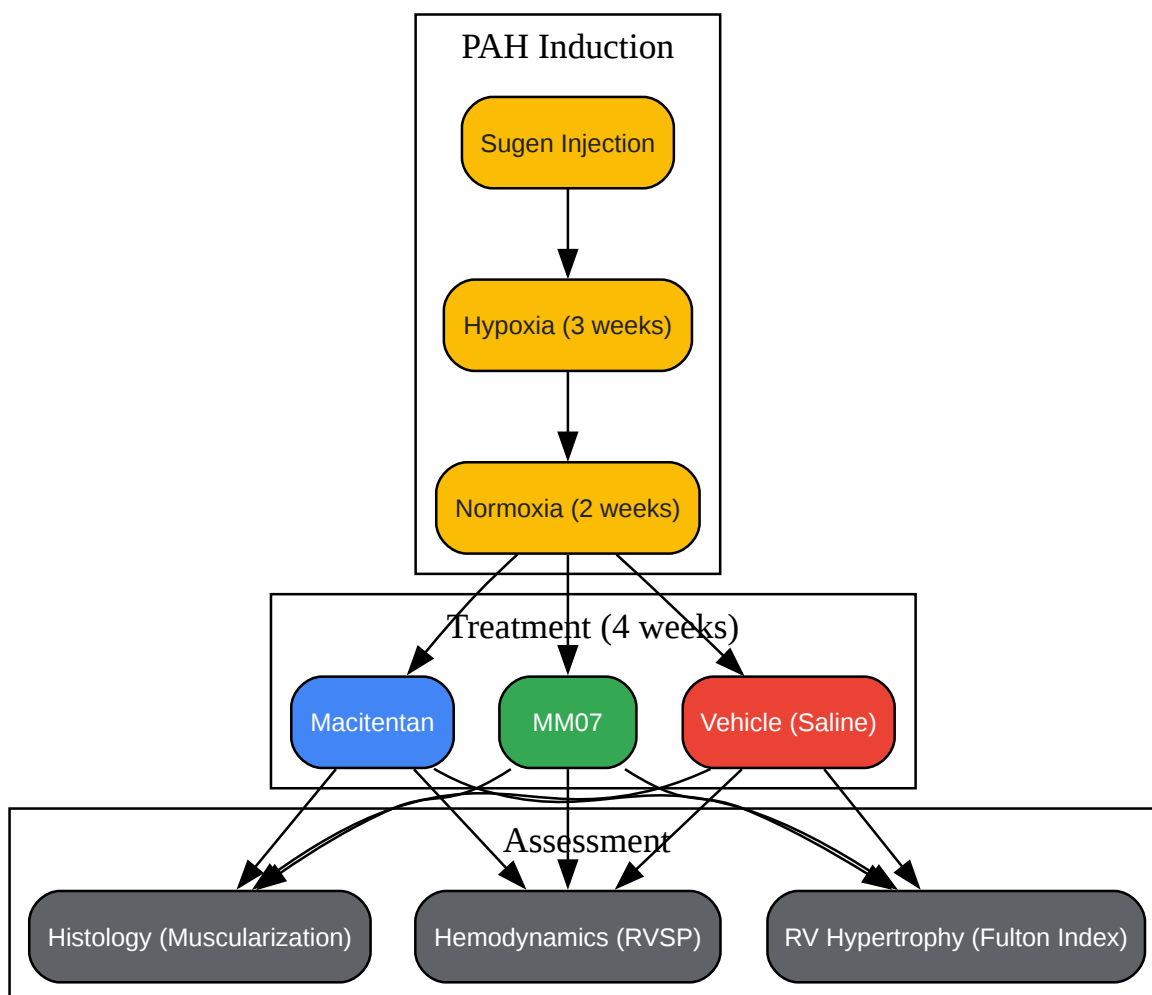 PAH Induction
Sugen Injection
Hypoxia (3 weeks)
Normoxia (2 weeks)
Treatment (4 weeks)
Macitentan
MM07
Vehicle (Saline)
Assessment
Histology (Muscularization)
Hemodynamics (RVSP)
RV Hypertrophy (Fulton Index)